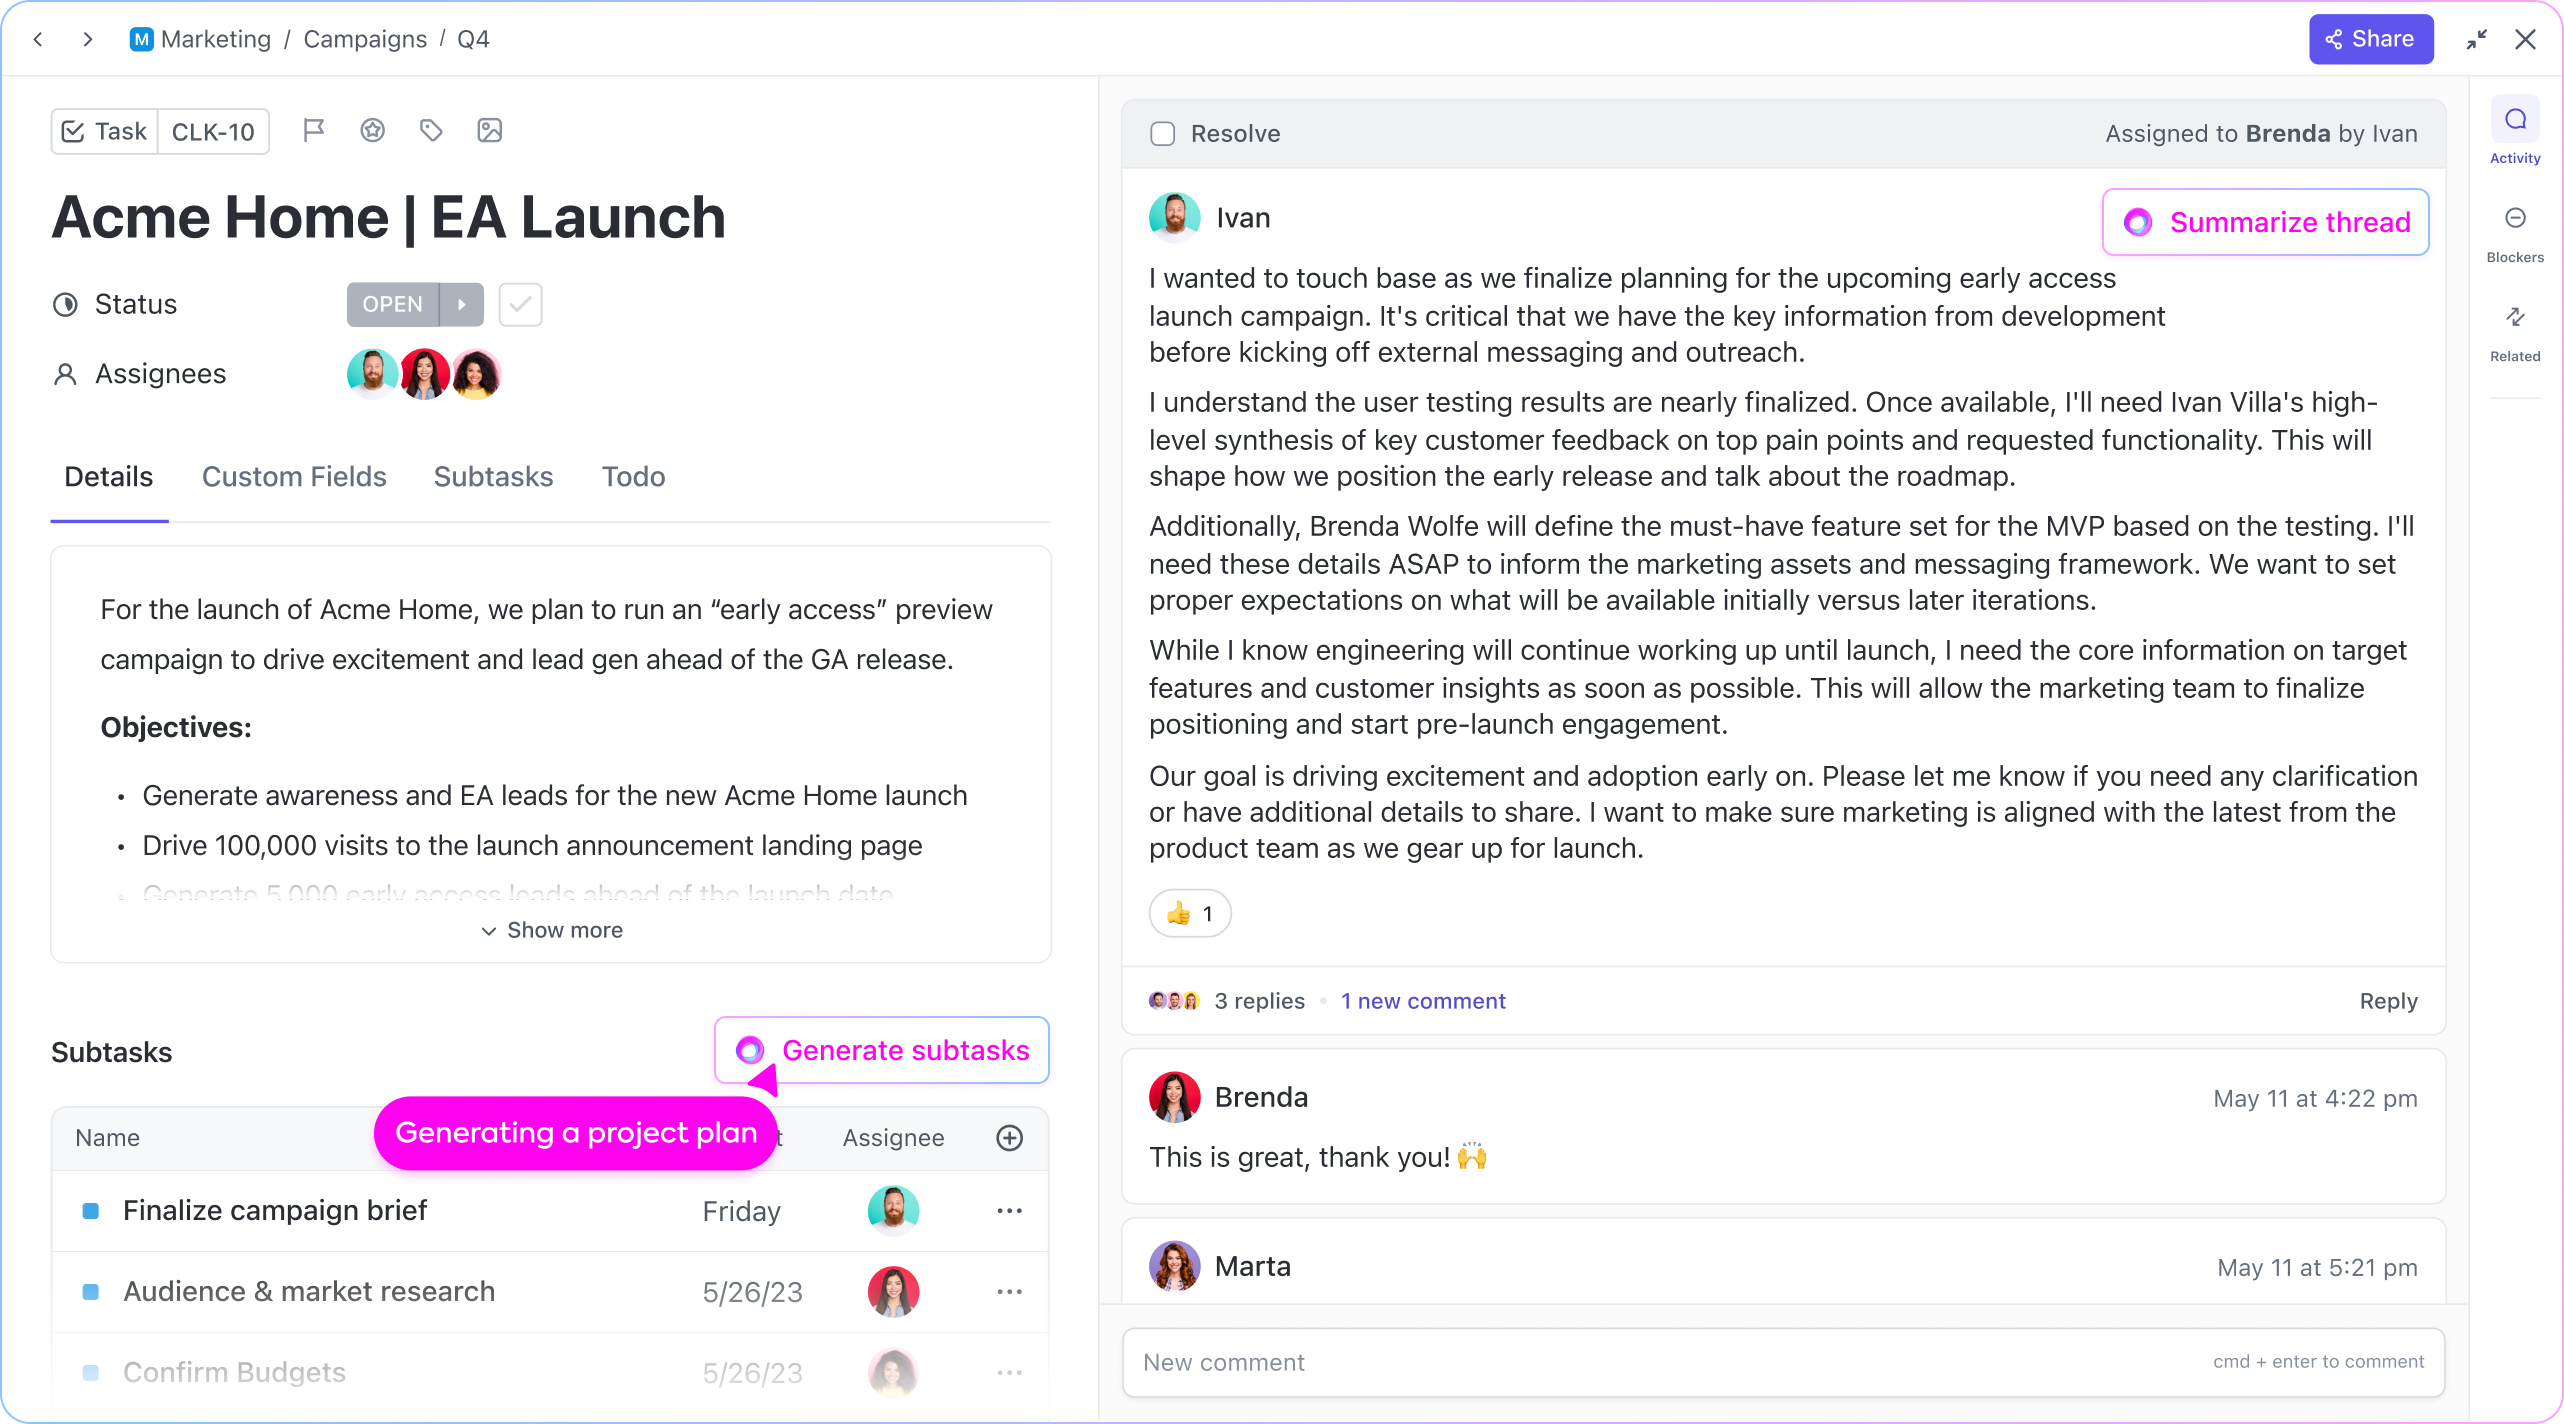 M Marketing / Campaigns / Q4
Share
Task CLK-10
Acme Home | EA Launch
Status OPEN
Assignees
Details Custom Fields Subtasks Todo
For the launch of Acme Home, we plan to run an “early access” preview
campaign to drive excitement and lead gen ahead of the GA release.
Objectives:
• Generate awareness and EA leads for the new Acme Home launch
• Drive 100,000 visits to the launch announcement landing page
• Generate 5,000 early access leads ahead of the launch date
Show more
Subtasks
Generate subtasks
Generating a project plan
Name Assignee
Finalize campaign brief Friday
Audience & market research 5/26/23
Confirm Budgets 5/26/23
Resolve Assigned to Brenda by Ivan
Ivan
Summarize thread
I wanted to touch base as we finalize planning for the upcoming early access
launch campaign. It's critical that we have the key information from development
before kicking off external messaging and outreach.
I understand the user testing results are nearly finalized. Once available, I'll need Ivan Villa's high-
level synthesis of key customer feedback on top pain points and requested functionality. This will
shape how we position the early release and talk about the roadmap.
Additionally, Brenda Wolfe will define the must-have feature set for the MVP based on the testing. I'll
need these details ASAP to inform the marketing assets and messaging framework. We want to set
proper expectations on what will be available initially versus later iterations.
While I know engineering will continue working up until launch, I need the core information on target
features and customer insights as soon as possible. This will allow the marketing team to finalize
positioning and start pre-launch engagement.
Our goal is driving excitement and adoption early on. Please let me know if you need any clarification
or have additional details to share. I want to make sure marketing is aligned with the latest from the
product team as we gear up for launch.
👍 1
3 replies • 1 new comment Reply
Brenda May 11 at 4:22 pm
This is great, thank you! 🙌
Marta May 11 at 5:21 pm
New comment cmd + enter to comment
Activity
Blockers
Related